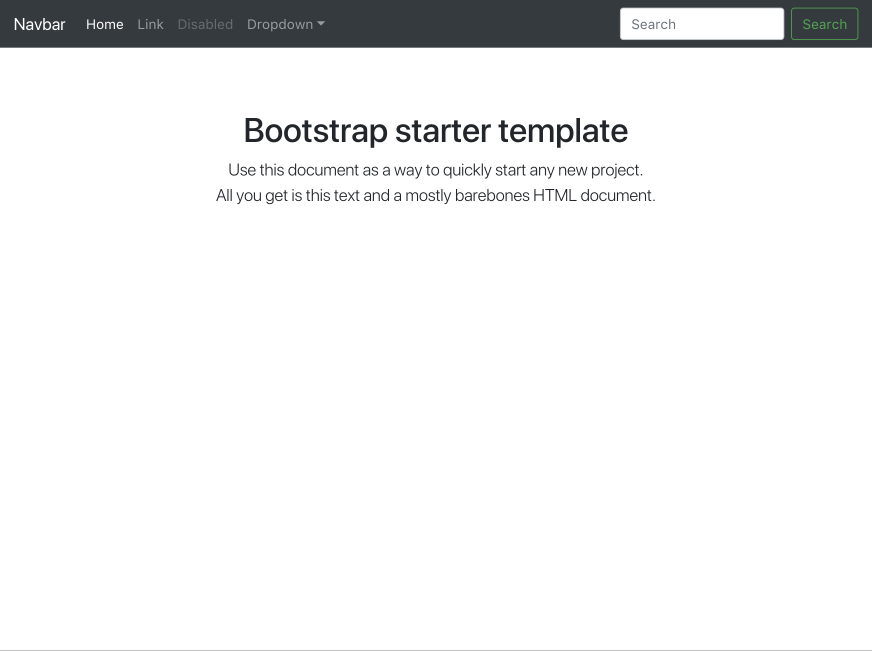 Navbar Home Link Disabled Dropdown Search Search
Bootstrap starter template
Use this document as a way to quickly start any new project.
All you get is this text and a mostly barebones HTML document.